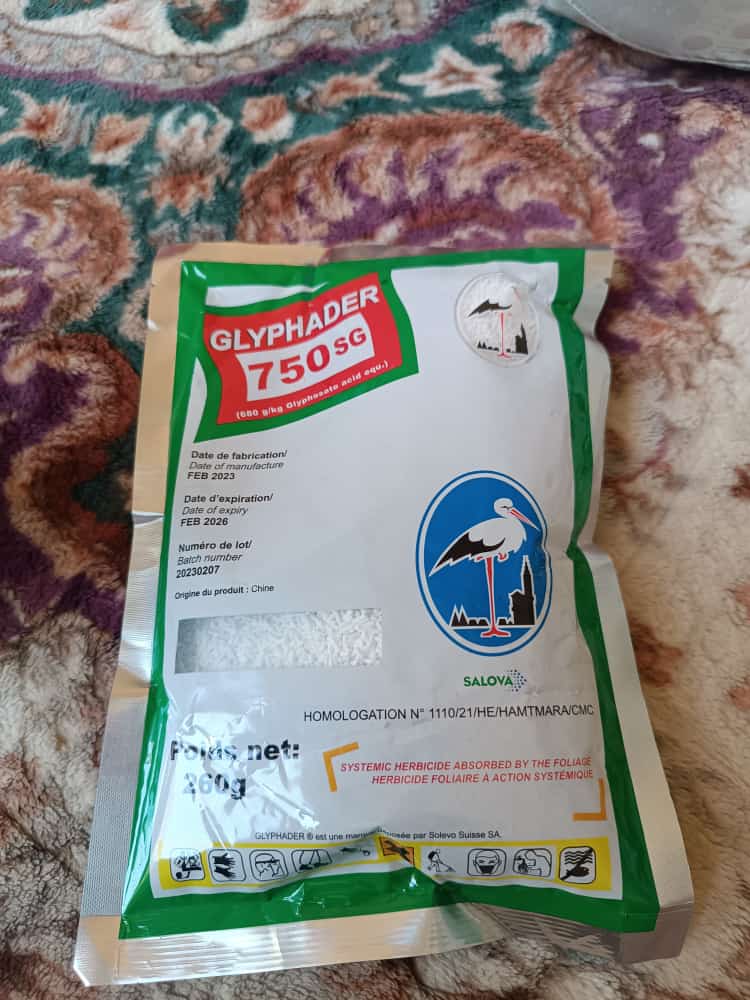 GLYPHADER
750 SG
(680 g/kg Glyphosate acid equ.)
Date de fabrication/
Date of manufacture
FEB 2023
Date d'expiration/
Date of expiry
FEB 2026
Numéro de lot/
Batch number
20230207
Origine du produit : Chine
SALOVA
HOMOLOGATION N° 1110/21/HE/HAMTMARA/CMC
Poids net:
260g
SYSTEMIC HERBICIDE ABSORBED BY THE FOLIAGE
HERBICIDE FOLIAIRE À ACTION SYSTÉMIQUE
GLYPHADER ® est une marque par Solevo Suisse SA.